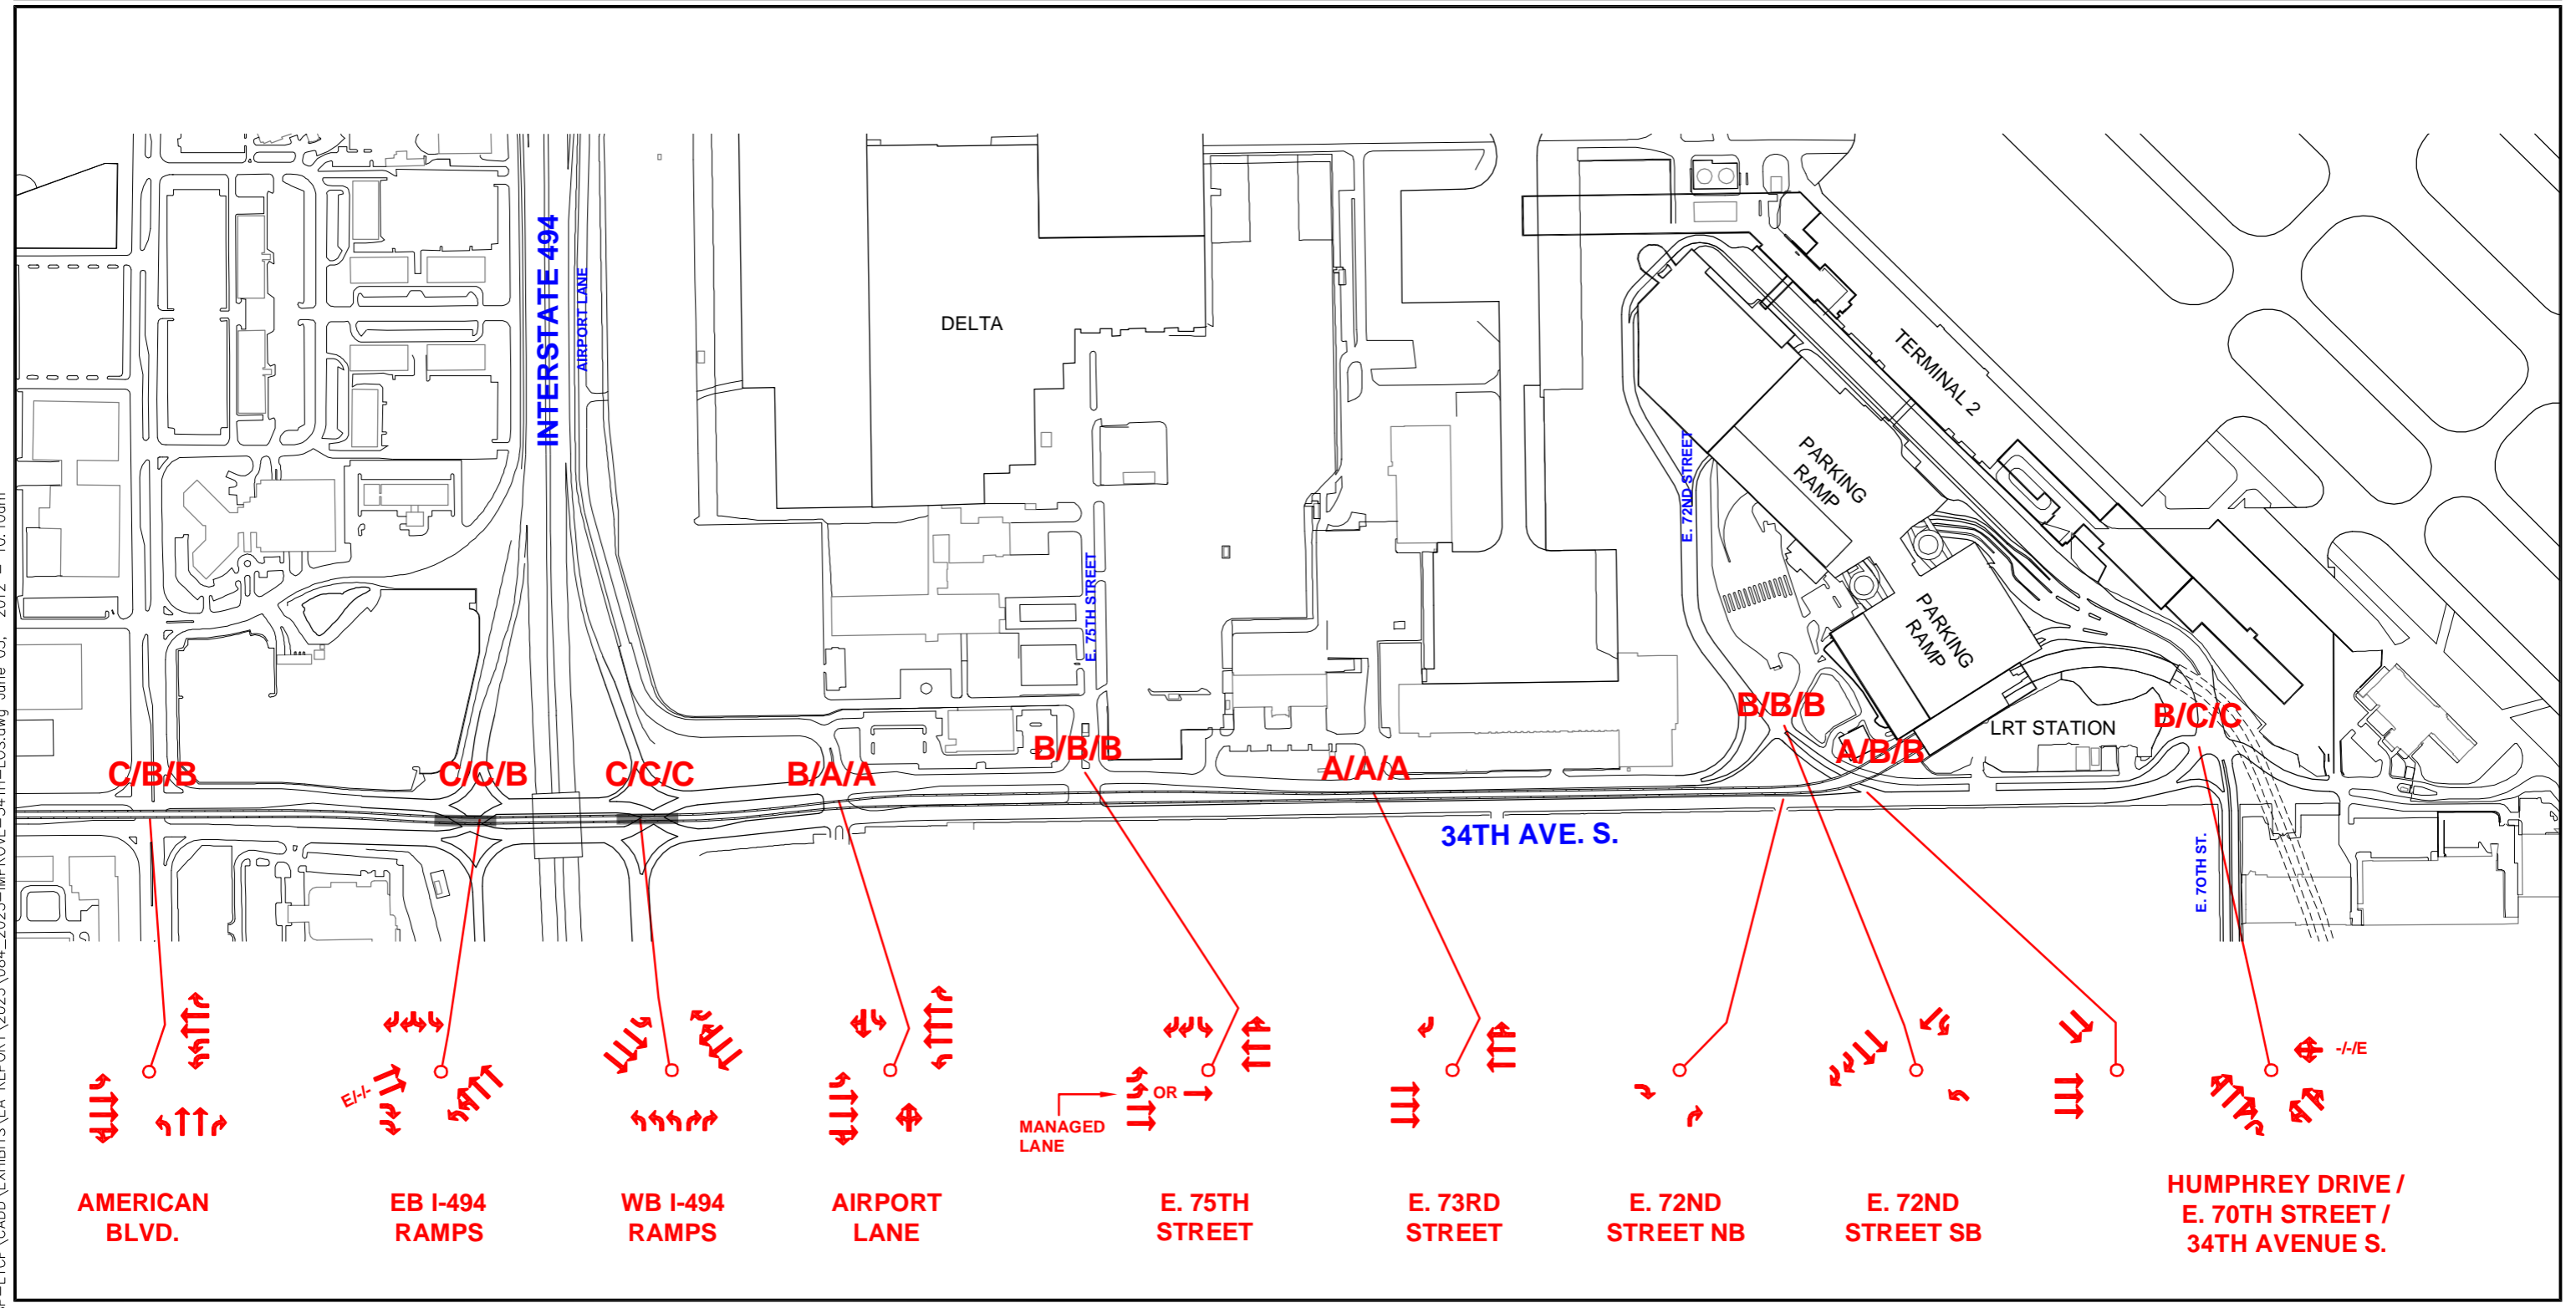 INTERSTATE 494
AIRPORT LANE
DELTA
E. 75TH STREET
E. 72ND STREET
TERMINAL 2
PARKING
RAMP
PARKING
RAMP
LRT STATION
C/B/B
C/C/B
C/C/C
B/A/A
B/B/B
A/A/A
B/B/B
A/B/B
B/C/C
34TH AVE. S.
E. 70TH ST.
E/-/-
MANAGED
LANE
OR
-/-/E
AMERICAN
BLVD.
EB I-494
RAMPS
WB I-494
RAMPS
AIRPORT
LANE
E. 75TH
STREET
E. 73RD
STREET
E. 72ND
STREET NB
E. 72ND
STREET SB
HUMPHREY DRIVE /
E. 70TH STREET /
34TH AVENUE S.